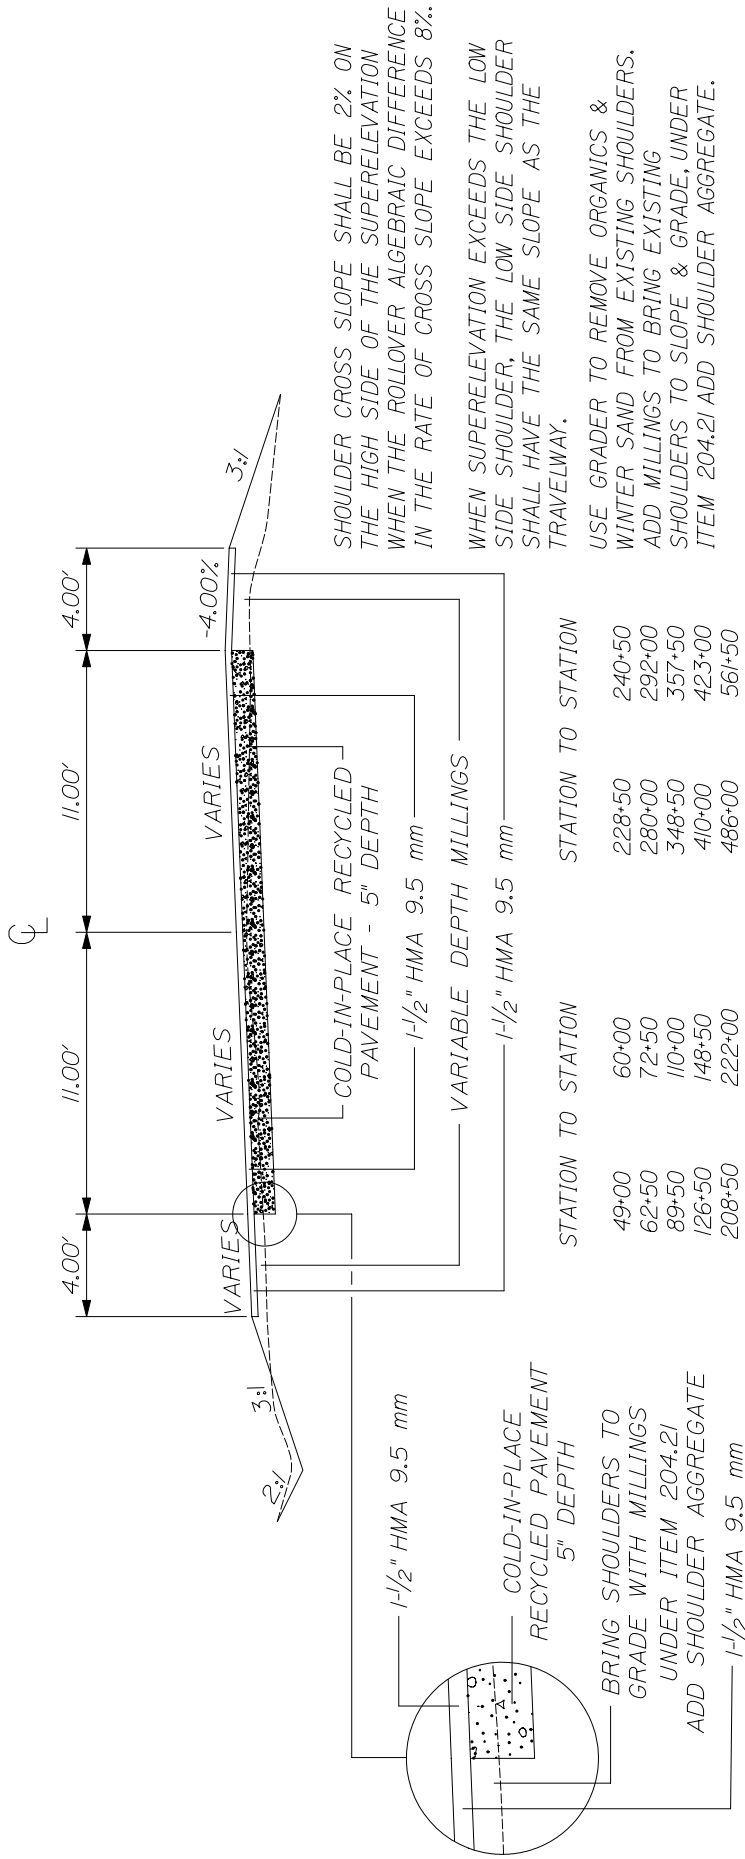 ℄
4.00'
11.00'
11.00'
4.00'
VARIES
VARIES
VARIES
-4.00%
2:1
3:1
3:1
COLD-IN-PLACE RECYCLED
PAVEMENT - 5" DEPTH
1-1/2" HMA 9.5 mm
VARIABLE DEPTH MILLINGS
1-1/2" HMA 9.5 mm
1-1/2" HMA 9.5 mm
COLD-IN-PLACE
RECYCLED PAVEMENT
5" DEPTH
BRING SHOULDERS TO
GRADE WITH MILLINGS
UNDER ITEM 204.21
ADD SHOULDER AGGREGATE
1-1/2" HMA 9.5 mm
STATION TO STATION
49+00 60+00
62+50 72+50
89+50 110+00
126+50 148+50
208+50 222+00
STATION TO STATION
228+50 240+50
280+00 292+00
348+50 357+50
410+00 423+00
486+00 561+50
SHOULDER CROSS SLOPE SHALL BE 2% ON
THE HIGH SIDE OF THE SUPERELEVATION
WHEN THE ROLLOVER ALGEBRAIC DIFFERENCE
IN THE RATE OF CROSS SLOPE EXCEEDS 8%.
WHEN SUPERELEVATION EXCEEDS THE LOW
SIDE SHOULDER, THE LOW SIDE SHOULDER
SHALL HAVE THE SAME SLOPE AS THE
TRAVELWAY.
USE GRADER TO REMOVE ORGANICS &
WINTER SAND FROM EXISTING SHOULDERS.
ADD MILLINGS TO BRING EXISTING
SHOULDERS TO SLOPE & GRADE, UNDER
ITEM 204.21 ADD SHOULDER AGGREGATE.